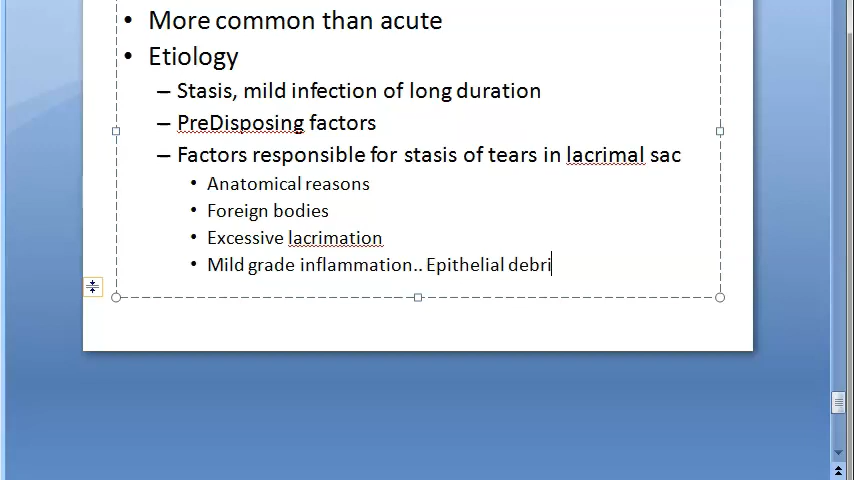 • More common than acute
• Etiology
– Stasis, mild infection of long duration
– PreDisposing factors
– Factors responsible for stasis of tears in lacrimal sac
• Anatomical reasons
• Foreign bodies
• Excessive lacrimation
• Mild grade inflammation.. Epithelial debri